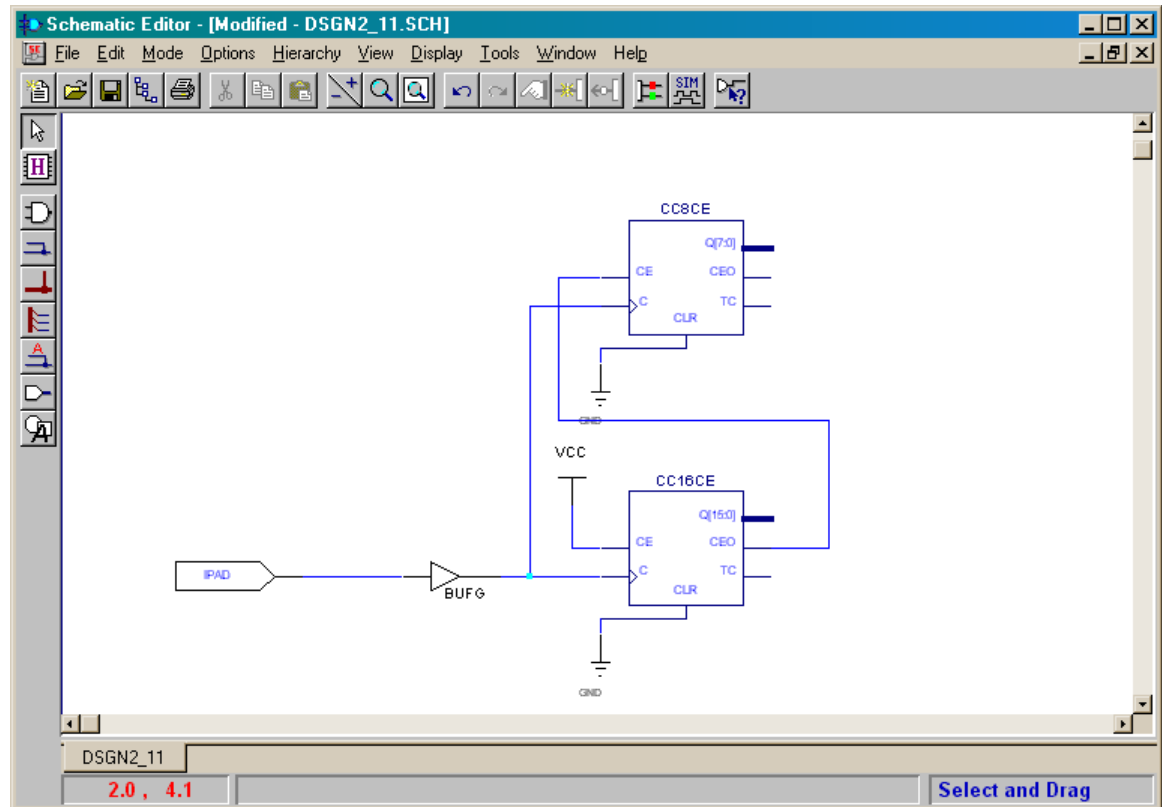 Schematic Editor - [Modified - DSGN2_11.SCH]
File Edit Mode Options Hierarchy View Display Tools Window Help
SIM
H
A
A
CC8CE
Q[7:0]
CE
CEO
C
TC
CLR
GND
VCC
CC16CE
Q[15:0]
CE
CEO
C
TC
CLR
IPAD
BUFG
GND
DSGN2_11
2.0 , 4.1
Select and Drag